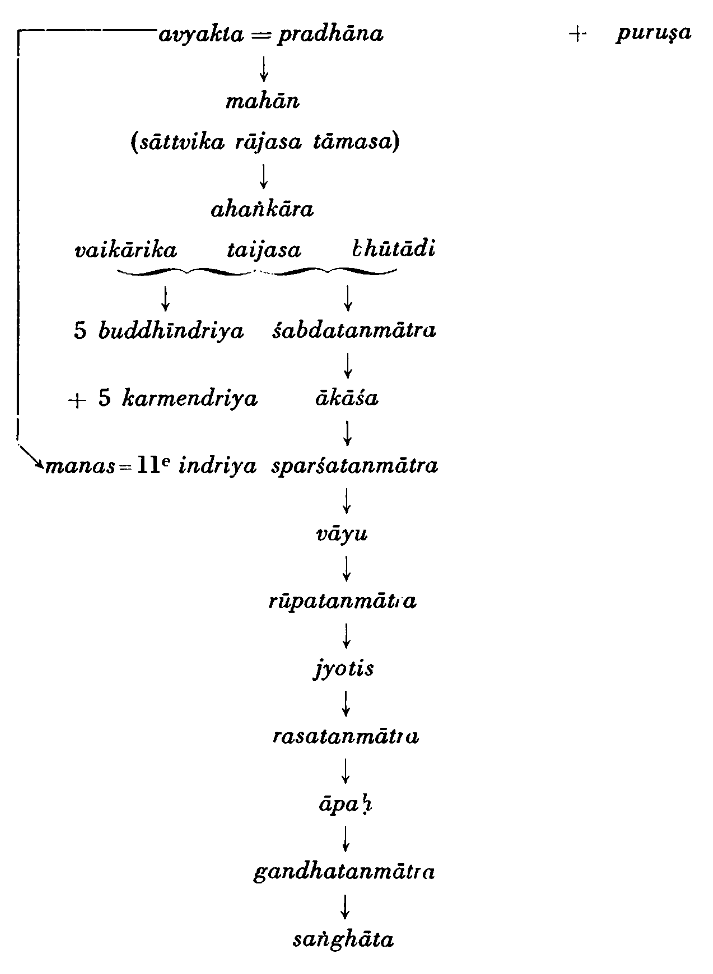 avyakta = pradhāna + puruṣa
mahān
(sāttvika rājasa tāmasa)
ahaṅkāra
vaikārika taijasa bhūtādi
5 buddhīndriya śabdatanmātra
+ 5 karmendriya ākāśa
manas = 11e indriya sparśatanmātra
vāyu
rūpatanmātra
jyotis
rasatanmātra
āpaḥ
gandhatanmātra
saṅghāta